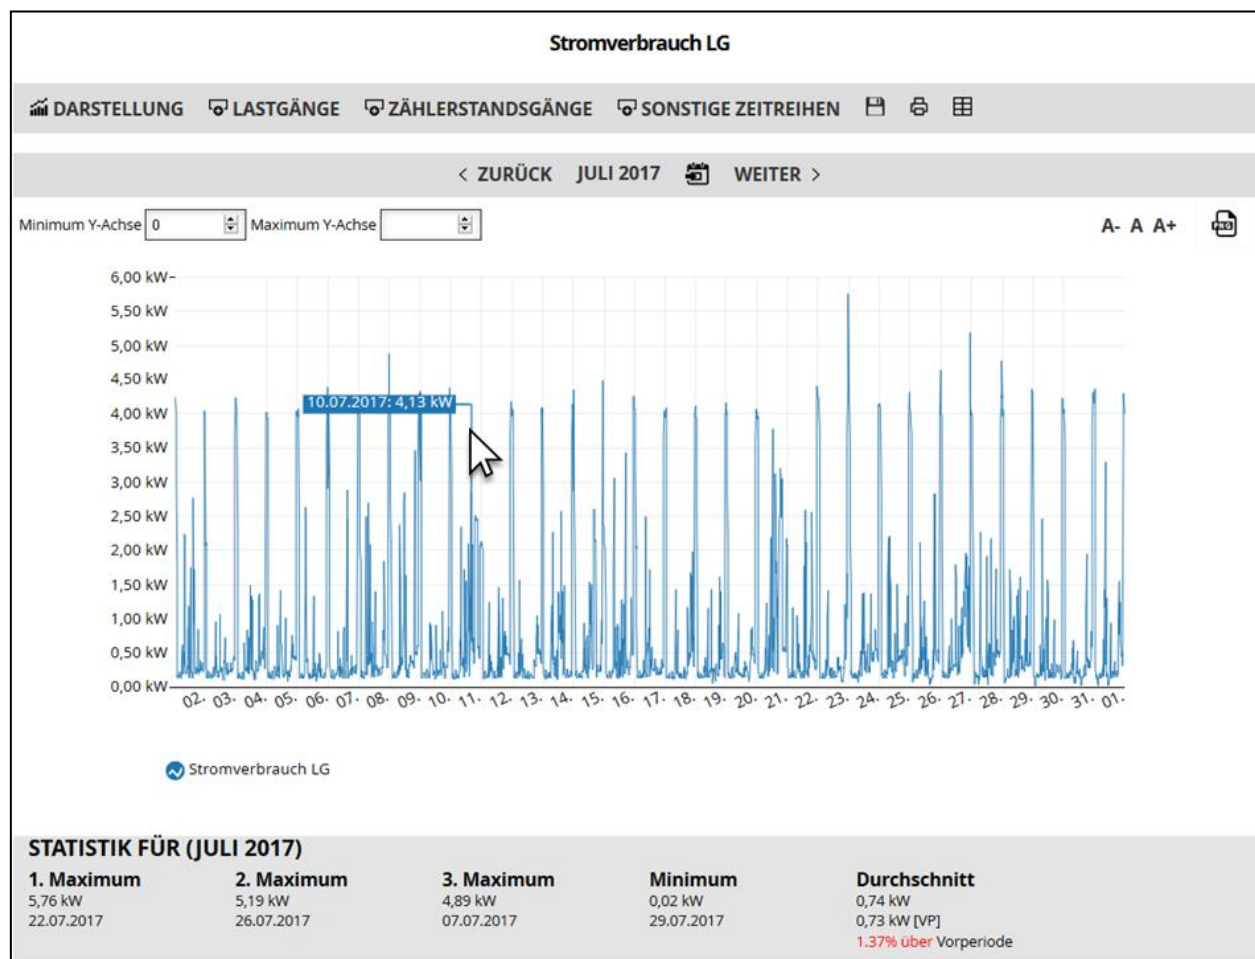 Stromverbrauch LG
DARSTELLUNG LASTGÄNGE ZÄHLERSTANDSGÄNGE SONSTIGE ZEITREIHEN
< ZURÜCK JULI 2017 WEITER >
Minimum Y-Achse 0 Maximum Y-Achse A- A A+ PNG
6,00 kW
5,50 kW
5,00 kW
4,50 kW
10.07.2017: 4,13 kW
4,00 kW
3,50 kW
3,00 kW
2,50 kW
2,00 kW
1,50 kW
1,00 kW
0,50 kW
0,00 kW
02. 03. 04. 05. 06. 07. 08. 09. 10. 11. 12. 13. 14. 15. 16. 17. 18. 19. 20. 21. 22. 23. 24. 25. 26. 27. 28. 29. 30. 31. 01.
Stromverbrauch LG
STATISTIK FÜR (JULI 2017)
1. Maximum 2. Maximum 3. Maximum Minimum Durchschnitt
5,76 kW 5,19 kW 4,89 kW 0,02 kW 0,74 kW
22.07.2017 26.07.2017 07.07.2017 29.07.2017 0,73 kW [VP]
1.37% über Vorperiode